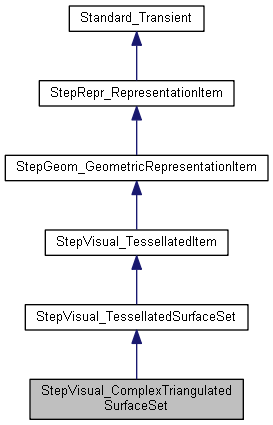 Standard_Transient
StepRepr_RepresentationItem
StepGeom_GeometricRepresentationItem
StepVisual_TessellatedItem
StepVisual_TessellatedSurfaceSet
StepVisual_ComplexTriangulated
SurfaceSet